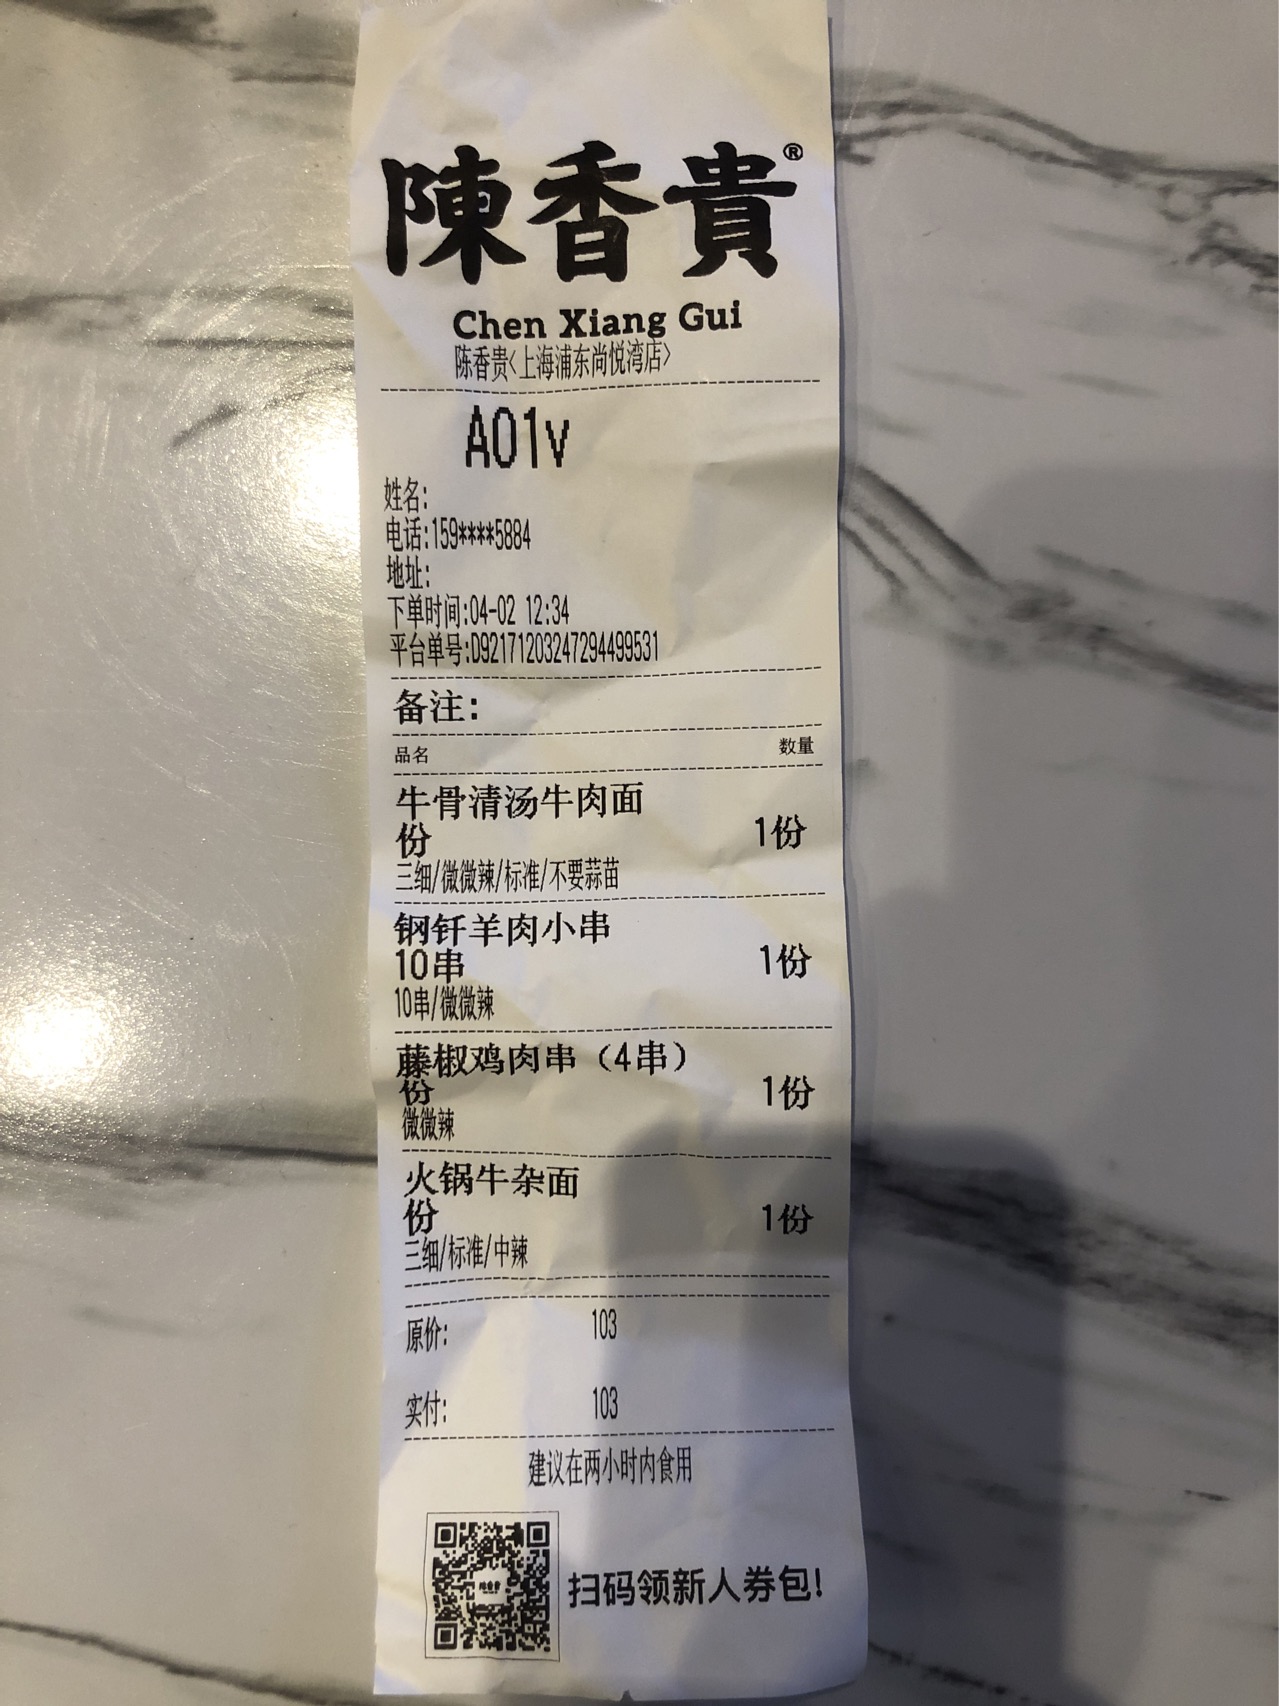 陳香貴®
Chen Xiang Gui
陈香贵<上海浦东尚悦湾店>
A01v
姓名:
电话:159****5884
地址:
下单时间:04-02 12:34
平台单号:D92171203247294499531
备注:
品名 数量
牛骨清汤牛肉面
份 1份
三细/微微辣/标准/不要蒜苗
钢钎羊肉小串
10串 1份
10串/微微辣
藤椒鸡肉串（4串）
份 1份
微微辣
火锅牛杂面
份 1份
三细/标准/中辣
原价: 103
实付: 103
建议在两小时内食用
陳香貴
扫码领新人券包!